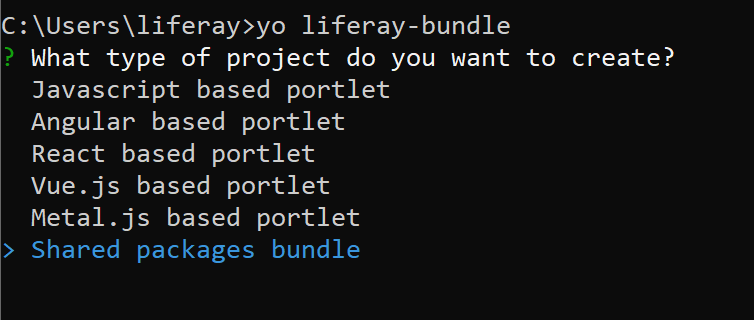 C:\Users\liferay>yo liferay-bundle
? What type of project do you want to create?
Javascript based portlet
Angular based portlet
React based portlet
Vue.js based portlet
Metal.js based portlet
> Shared packages bundle